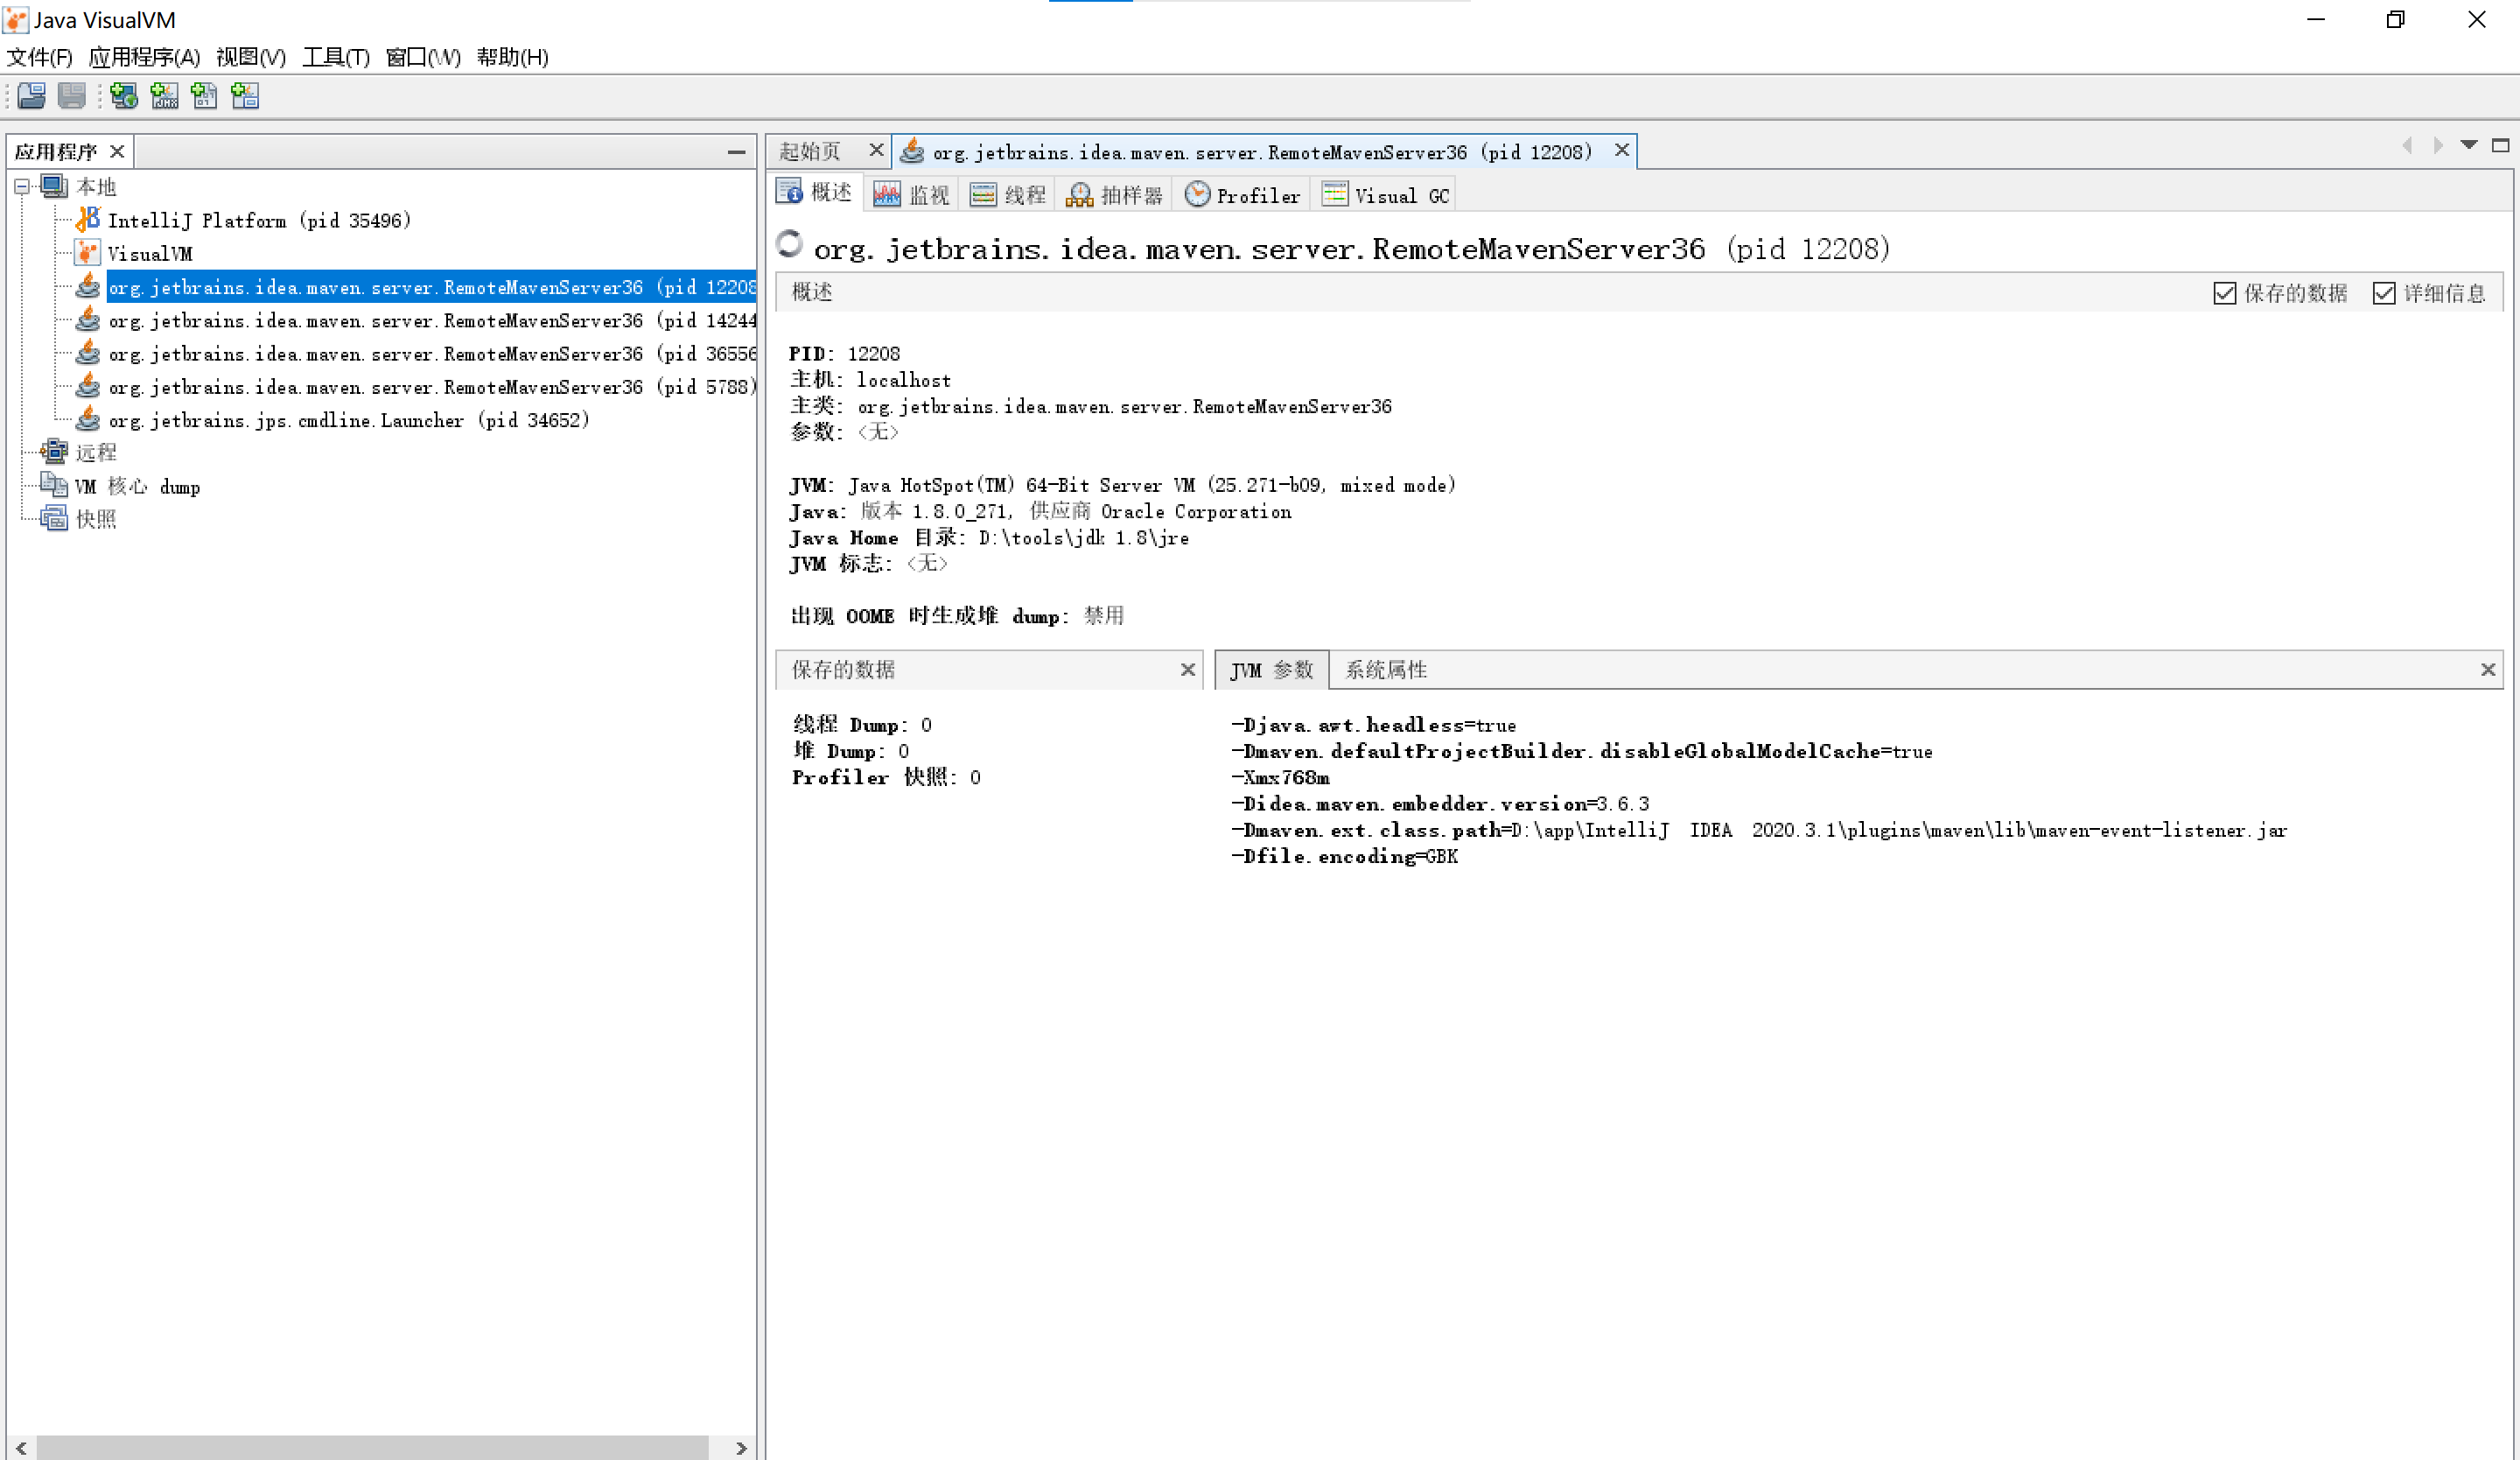 Java VisualVM
文件(F) 应用程序(A) 视图(V) 工具(T) 窗口(W) 帮助(H)
应用程序
本地
IntelliJ Platform (pid 35496)
VisualVM
org.jetbrains.idea.maven.server.RemoteMavenServer36 (pid 12208
org.jetbrains.idea.maven.server.RemoteMavenServer36 (pid 14244
org.jetbrains.idea.maven.server.RemoteMavenServer36 (pid 36556
org.jetbrains.idea.maven.server.RemoteMavenServer36 (pid 5788)
org.jetbrains.jps.cmdline.Launcher (pid 34652)
远程
VM 核心 dump
快照
起始页 org.jetbrains.idea.maven.server.RemoteMavenServer36 (pid 12208)
概述 监视 线程 抽样器 Profiler Visual GC
org.jetbrains.idea.maven.server.RemoteMavenServer36 (pid 12208)
概述 保存的数据 详细信息
PID: 12208
主机: localhost
主类: org.jetbrains.idea.maven.server.RemoteMavenServer36
参数: <无>
JVM: Java HotSpot(TM) 64-Bit Server VM (25.271-b09, mixed mode)
Java: 版本 1.8.0_271, 供应商 Oracle Corporation
Java Home 目录: D:\tools\jdk 1.8\jre
JVM 标志: <无>
出现 OOME 时生成堆 dump: 禁用
保存的数据
线程 Dump: 0
堆 Dump: 0
Profiler 快照: 0
JVM 参数 系统属性
-Djava.awt.headless=true
-Dmaven.defaultProjectBuilder.disableGlobalModelCache=true
-Xmx768m
-Didea.maven.embedder.version=3.6.3
-Dmaven.ext.class.path=D:\app\IntelliJ IDEA 2020.3.1\plugins\maven\lib\maven-event-listener.jar
-Dfile.encoding=GBK